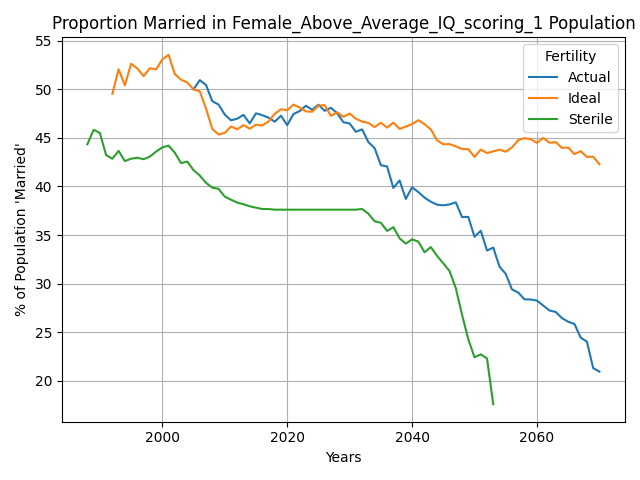 Proportion Married in Female_Above_Average_IQ_scoring_1 Population
Fertility
Actual
Ideal
Sterile
% of Population 'Married'
55
50
45
40
35
30
25
20
2000
2020
2040
2060
Years